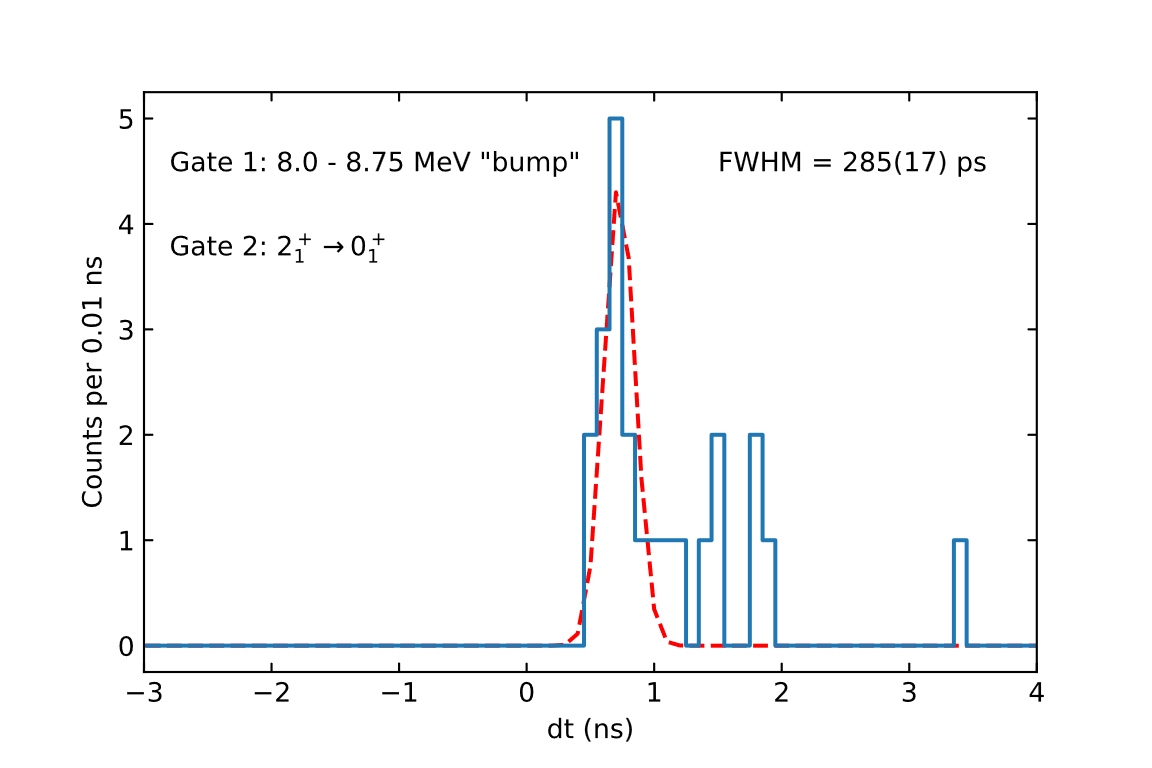 Gate 1: 8.0 - 8.75 MeV "bump"
FWHM = 285(17) ps
Gate 2: 2₁⁺ → 0₁⁺
Counts per 0.01 ns
5
4
3
2
1
0
−3 −2 −1 0 1 2 3 4
dt (ns)